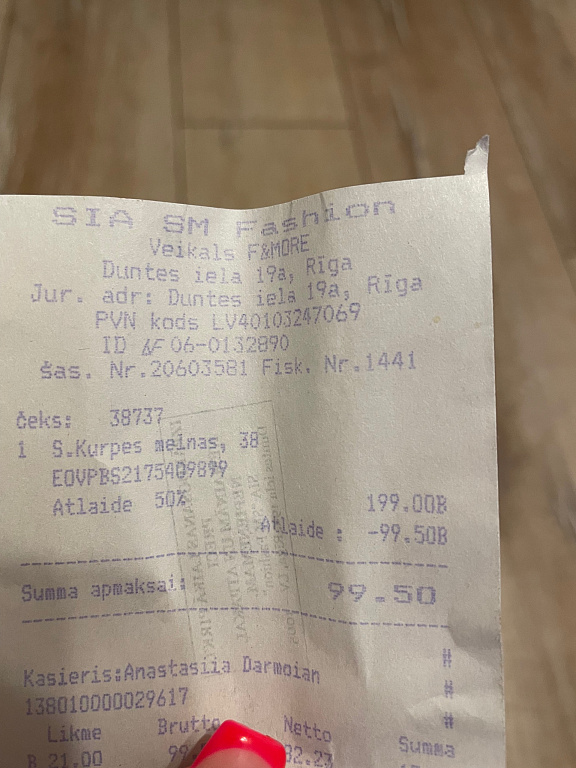 SIA SM Fashion
Veikals F&MORE
Duntes iela 19a, Rīga
Jur. adr: Duntes iela 19a, Rīga
PVN kods LV40103247069
ID 06-0132890
šas. Nr.20603581 Fisk. Nr.1441
čeks: 38737
1 S.Kurpes melnas, 38
EOVPBS2175409899
Atlaide 50%
199.00B
Atlaide : -99.50B
Summa apmaksai: 99.50
#
Kasieris:Anastasiia Darmoian #
138010000029617 #
Likme Brutto Netto Summa
B 21.00